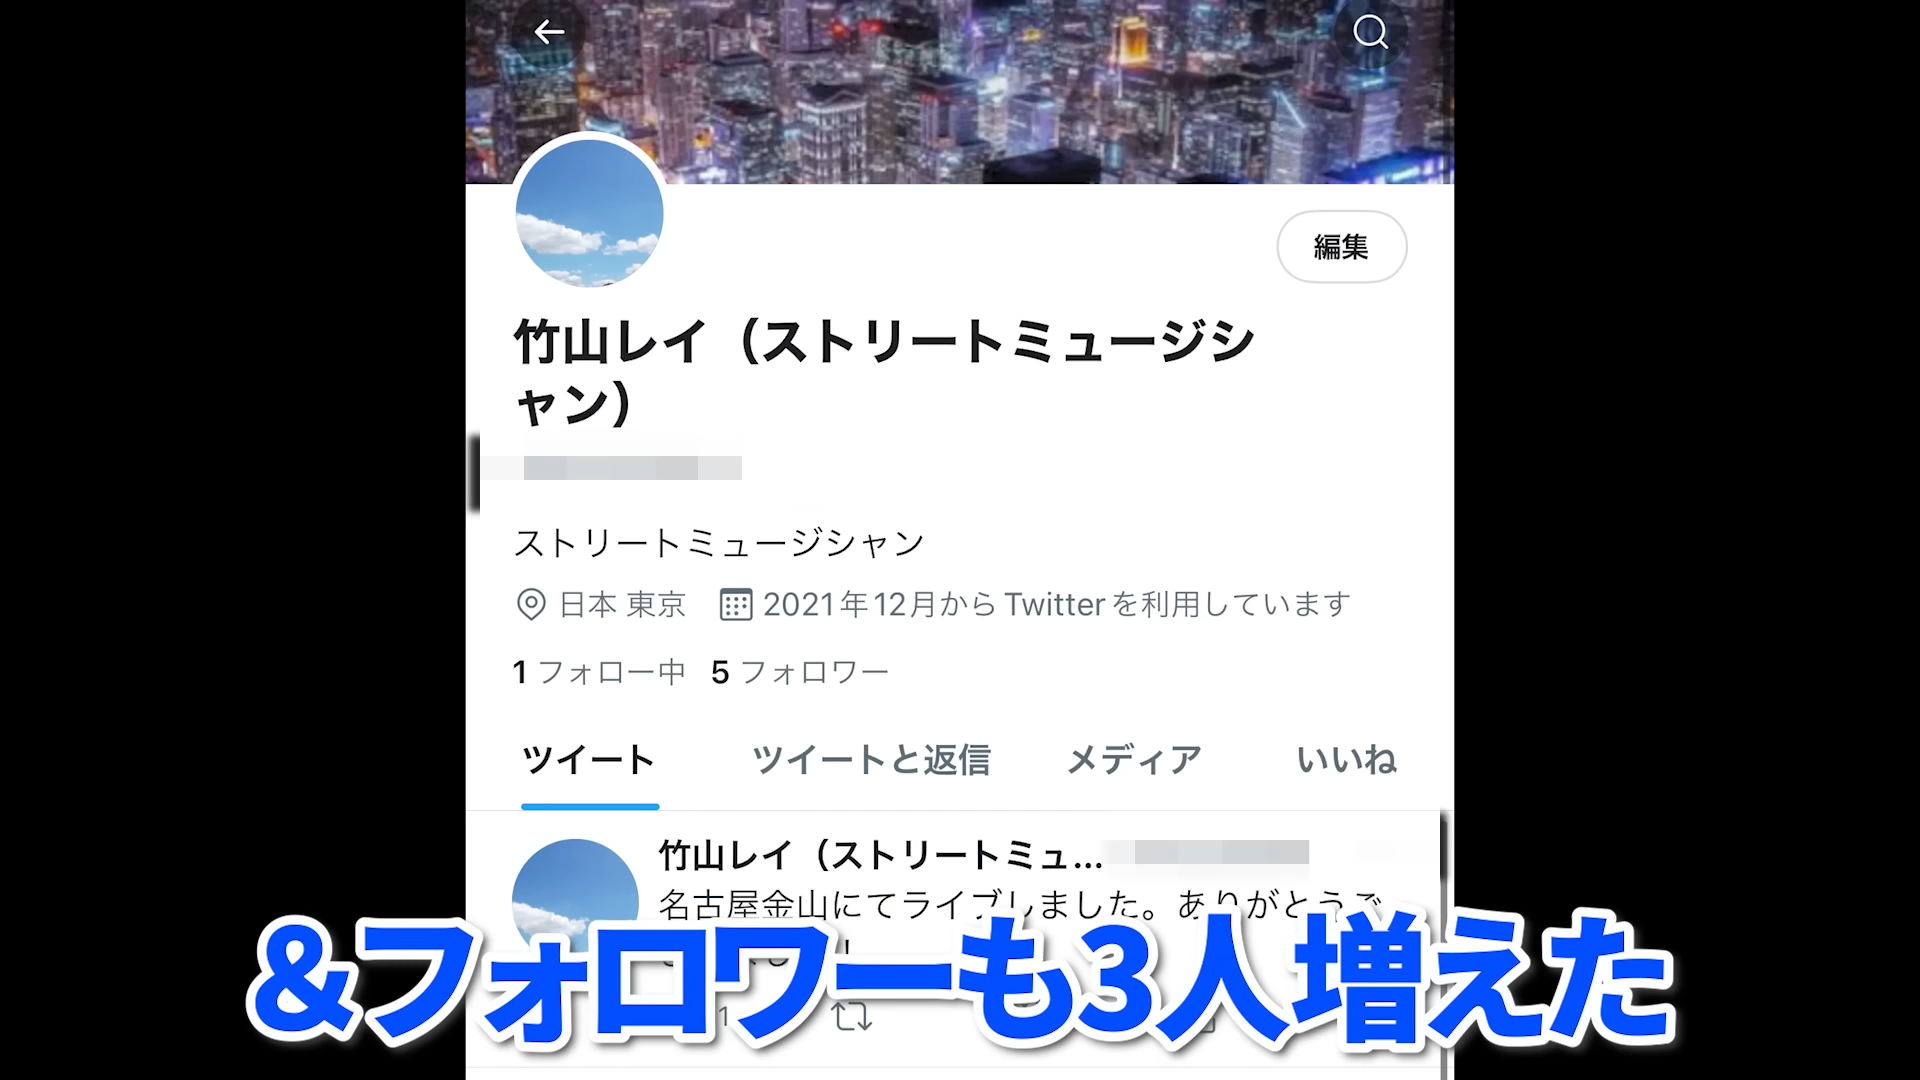 編集
竹山レイ（ストリートミュージシ
ャン）
ストリートミュージシャン
日本 東京 2021年12月からTwitterを利用しています
1 フォロー中 5 フォロワー
ツイート ツイートと返信 メディア いいね
竹山レイ（ストリートミュ...
名古屋金山にてライブしました。ありがとうご
&フォロワーも3人増えた